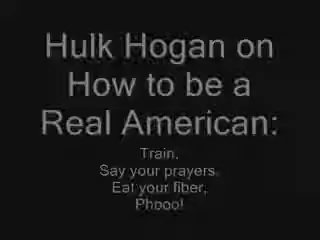 Hulk Hogan on
How to be a
Real American:
Train,
Say your prayers.
Eat your fiber,
Phooo!